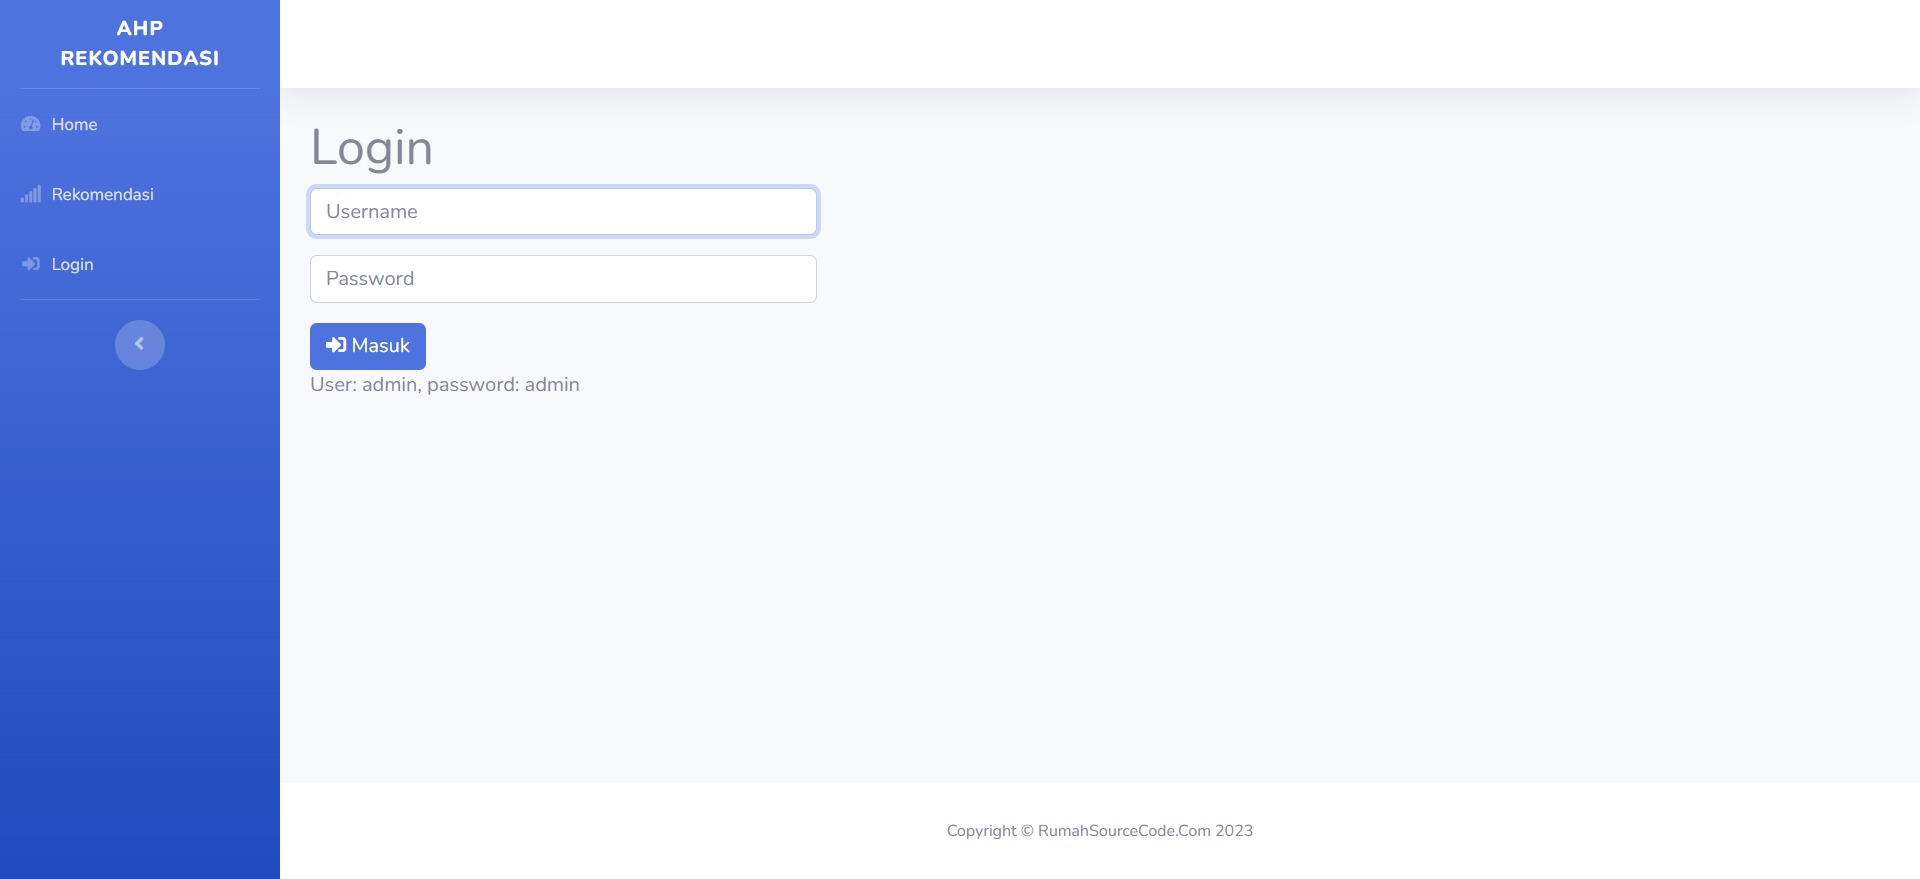 AHP
REKOMENDASI
Home
Rekomendasi
Login
Login
Username
Password
Masuk
User: admin, password: admin
Copyright © RumahSourceCode.Com 2023